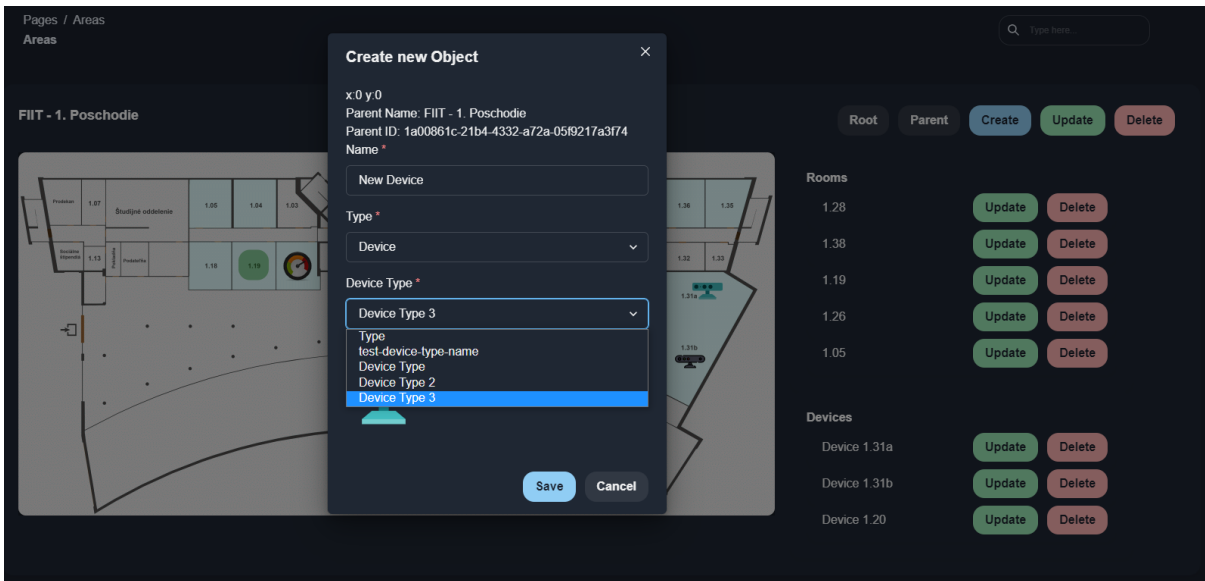 Pages / Areas
Areas
Type here...
FIIT - 1. Poschodie
Root Parent Create Update Delete
Create new Object
x:0 y:0
Parent Name: FIIT - 1. Poschodie
Parent ID: 1a00861c-21b4-4332-a72a-05f9217a3f74
Name *
New Device
Type *
Device
Device Type *
Device Type 3
Type
test-device-type-name
Device Type
Device Type 2
Device Type 3
Save Cancel
Prodekan
1.07
Študijné oddelenie
1.05
1.04
1.03
1.13
Podateľňa
1.18
1.19
1.36
1.35
1.32
1.33
1.31a
1.31b
Rooms
1.28 Update Delete
1.38 Update Delete
1.19 Update Delete
1.26 Update Delete
1.05 Update Delete
Devices
Device 1.31a Update Delete
Device 1.31b Update Delete
Device 1.20 Update Delete